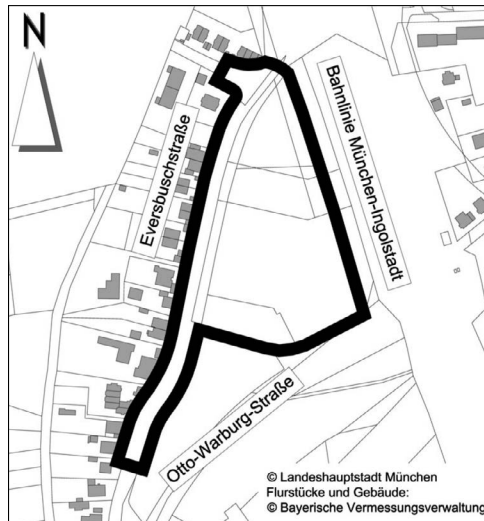 N
Eversbuschstraße
Bahnlinie München-Ingolstadt
Otto-Warburg-Straße
© Landeshauptstadt München
Flurstücke und Gebäude:
© Bayerische Vermessungsverwaltung